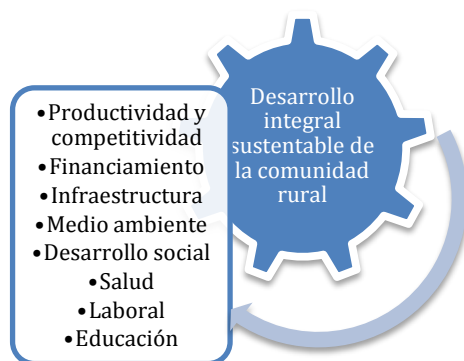 Desarrollo
integral
sustentable de
la comunidad
rural
•Productividad y
competitividad
•Financiamiento
•Infraestructura
•Medio ambiente
•Desarrollo social
•Salud
•Laboral
•Educación